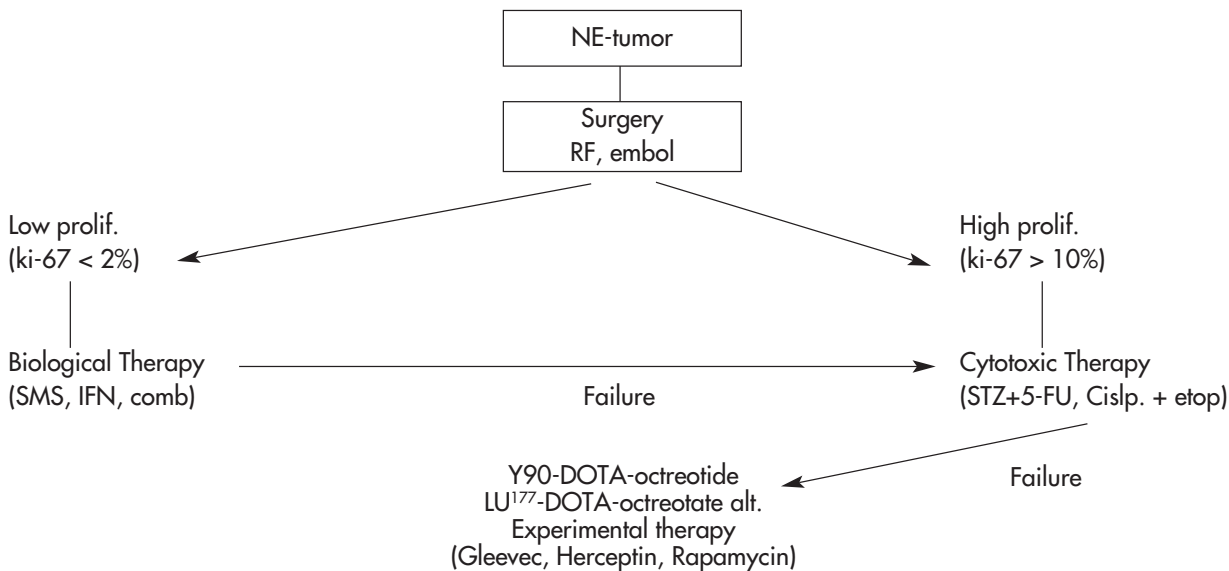 NE-tumor
Surgery
RF, embol
Low prolif.
(ki-67 < 2%)
High prolif.
(ki-67 > 10%)
Biological Therapy
(SMS, IFN, comb)
Failure
Cytotoxic Therapy
(STZ+5-FU, Cislp. + etop)
Failure
Y90-DOTA-octreotide
LU¹⁷⁷-DOTA-octreotate alt.
Experimental therapy
(Gleevec, Herceptin, Rapamycin)